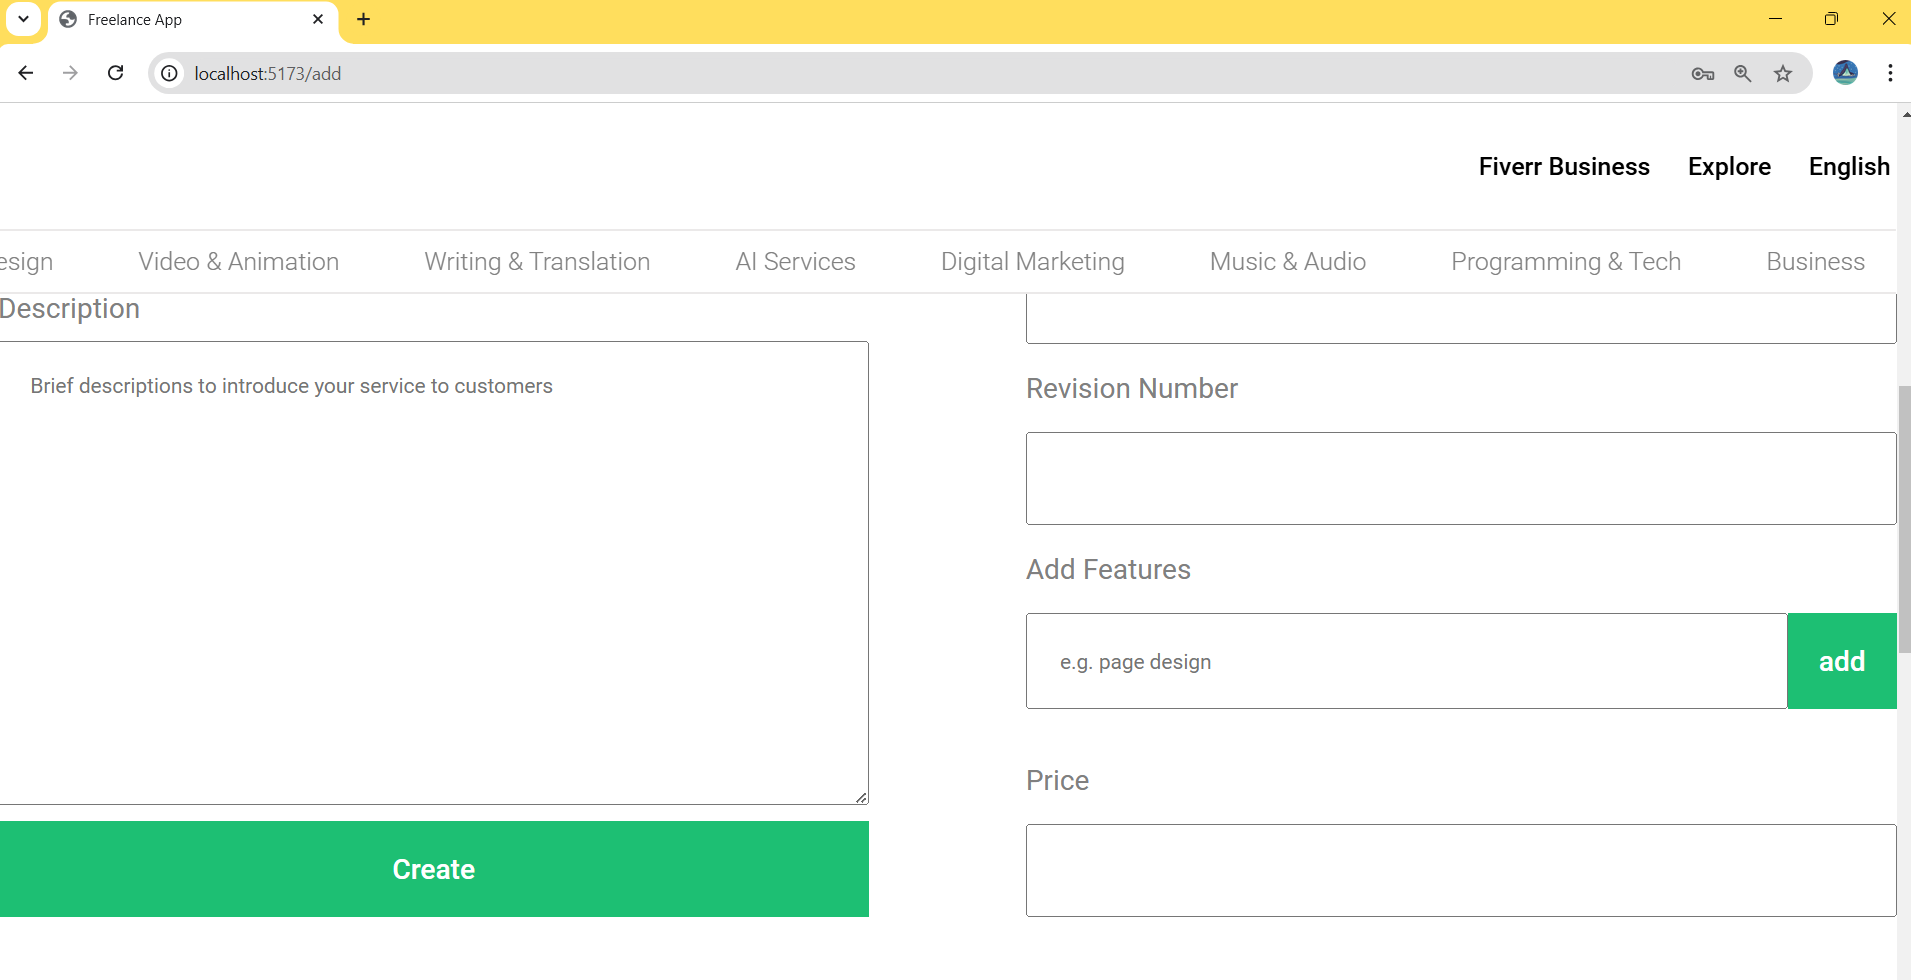 Freelance App
localhost:5173/add
Fiverr Business Explore English
esign Video & Animation Writing & Translation AI Services Digital Marketing Music & Audio Programming & Tech Business
Description
Brief descriptions to introduce your service to customers
Create
Revision Number
Add Features
e.g. page design
add
Price